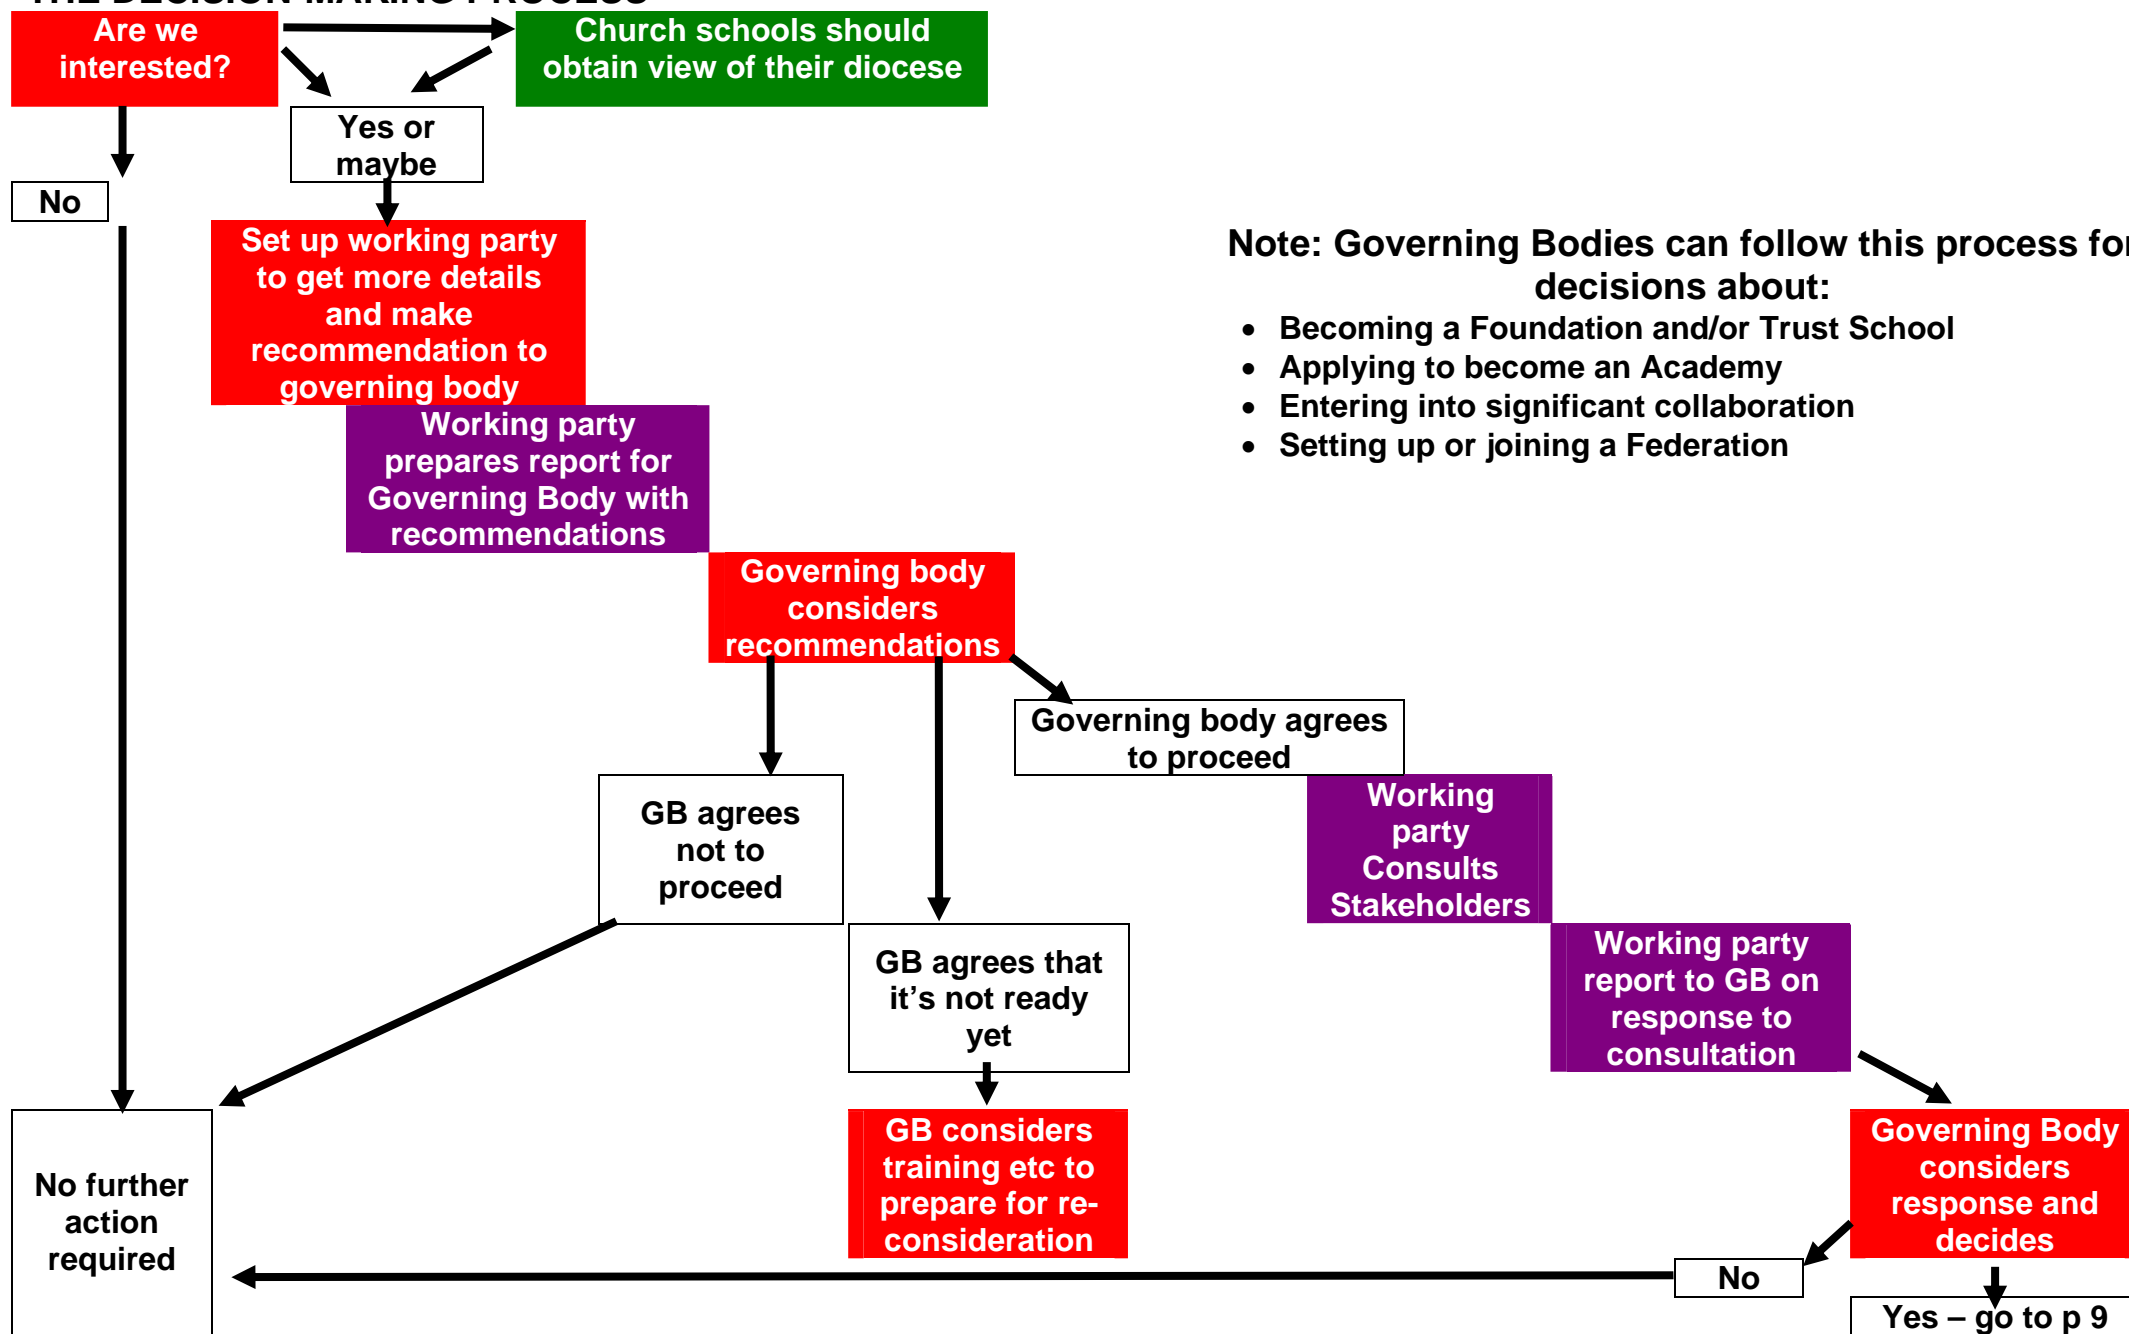 THE DECISION MAKING PROCESS
Are we
interested?
Church schools should
obtain view of their diocese
Yes or
maybe
No
Set up working party
to get more details
and make
recommendation to
governing body
Note: Governing Bodies can follow this process for
decisions about:
• Becoming a Foundation and/or Trust School
• Applying to become an Academy
• Entering into significant collaboration
• Setting up or joining a Federation
Working party
prepares report for
Governing Body with
recommendations
Governing body
considers
recommendations
Governing body agrees
to proceed
GB agrees
not to
proceed
Working
party
Consults
Stakeholders
GB agrees that
it’s not ready
yet
Working party
report to GB on
response to
consultation
No further
action
required
GB considers
training etc to
prepare for re-
consideration
Governing Body
considers
response and
decides
No
Yes – go to p 9